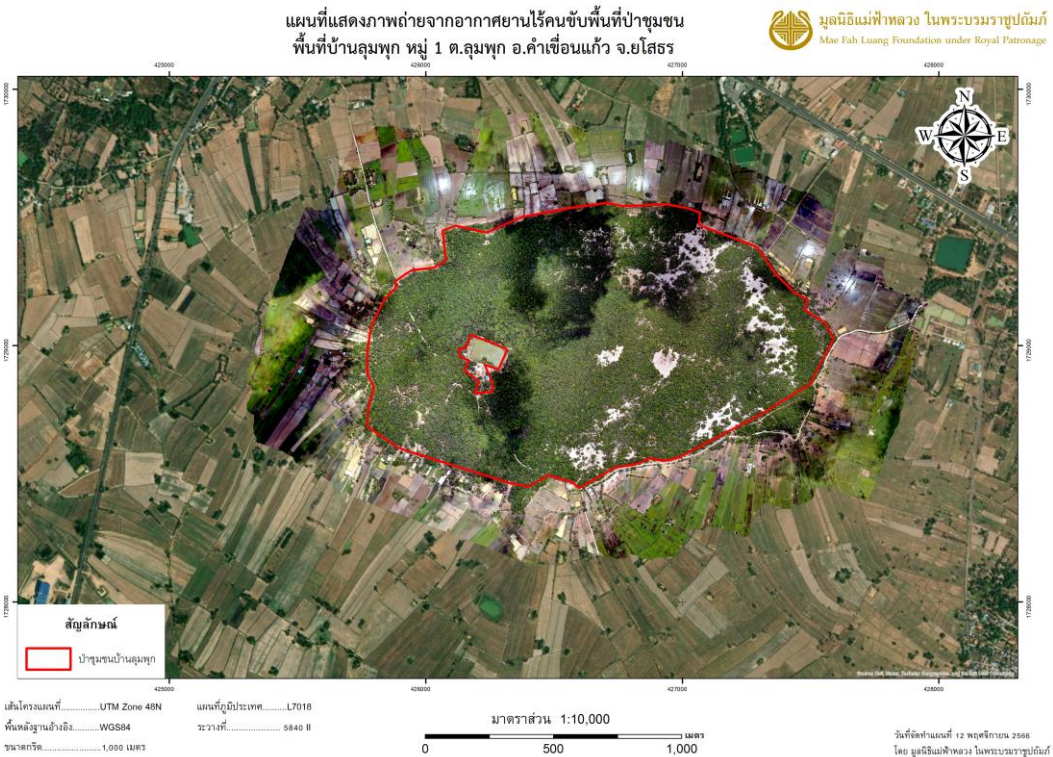 แผนที่แสดงภาพถ่ายจากอากาศยานไร้คนขับพื้นที่ป่าชุมชน
พื้นที่บ้านลุมพุก หมู่ 1 ต.ลุมพุก อ.คำเขื่อนแก้ว จ.ยโสธร
มูลนิธิแม่ฟ้าหลวง ในพระบรมราชูปถัมภ์
Mae Fah Luang Foundation under Royal Patronage
425000 426000 427000 428000
1730000 1730000
N
W E
S
1729000 1729000
1728000 1728000
สัญลักษณ์
ป่าชุมชนบ้านลุมพุก
425000 426000 427000 428000
เส้นโครงแผนที่...............UTM Zone 48N
พื้นหลังฐานอ้างอิง..........WGS84
ขนาดกริด......................1,000 เมตร
แผนที่ภูมิประเทศ..........L7018
ระวางที่.................... 5840 II
มาตราส่วน 1:10,000
เมตร
0 500 1,000
วันที่จัดทำแผนที่ 12 พฤศจิกายน 2566
โดย มูลนิธิแม่ฟ้าหลวง ในพระบรมราชูปถัมภ์